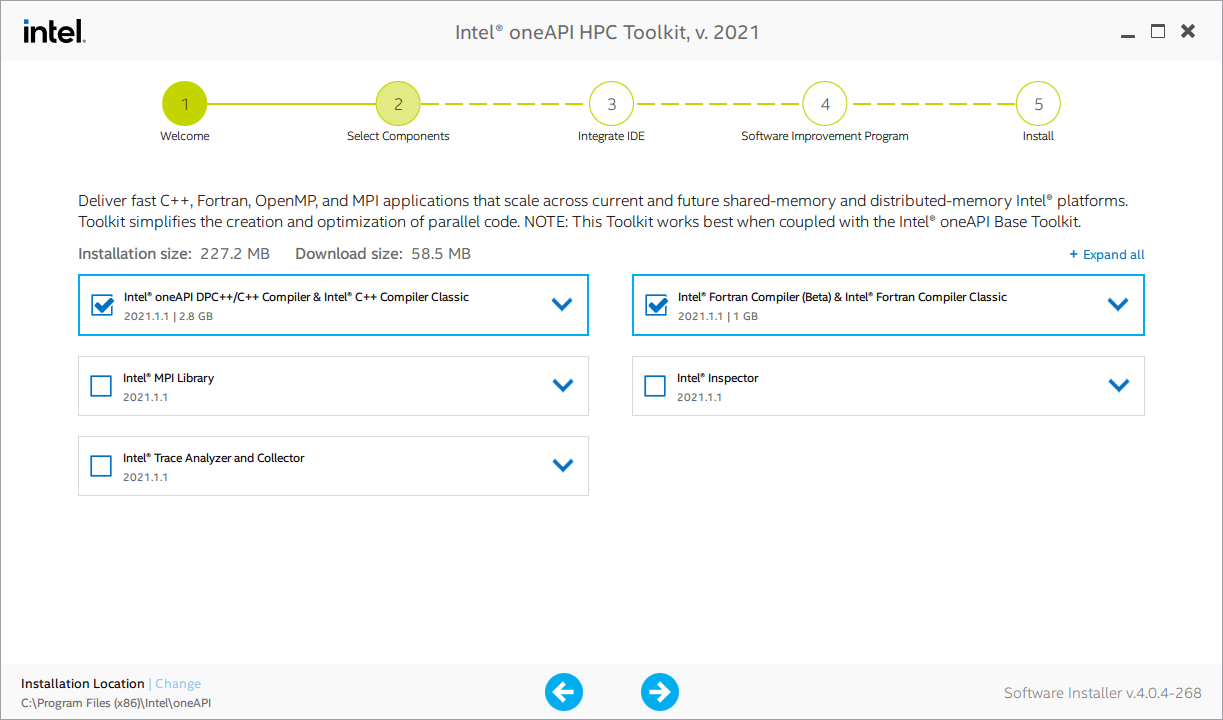 intel.
Intel® oneAPI HPC Toolkit, v. 2021
1
2
3
4
5
Welcome
Select Components
Integrate IDE
Software Improvement Program
Install
Deliver fast C++, Fortran, OpenMP, and MPI applications that scale across current and future shared-memory and distributed-memory Intel® platforms.
Toolkit simplifies the creation and optimization of parallel code. NOTE: This Toolkit works best when coupled with the Intel® oneAPI Base Toolkit.
Installation size: 227.2 MB Download size: 58.5 MB
+ Expand all
Intel® oneAPI DPC++/C++ Compiler & Intel® C++ Compiler Classic
2021.1.1 | 2.8 GB
Intel® Fortran Compiler (Beta) & Intel® Fortran Compiler Classic
2021.1.1 | 1 GB
Intel® MPI Library
2021.1.1
Intel® Inspector
2021.1.1
Intel® Trace Analyzer and Collector
2021.1.1
Installation Location | Change
C:\Program Files (x86)\Intel\oneAPI
Software Installer v.4.0.4-268